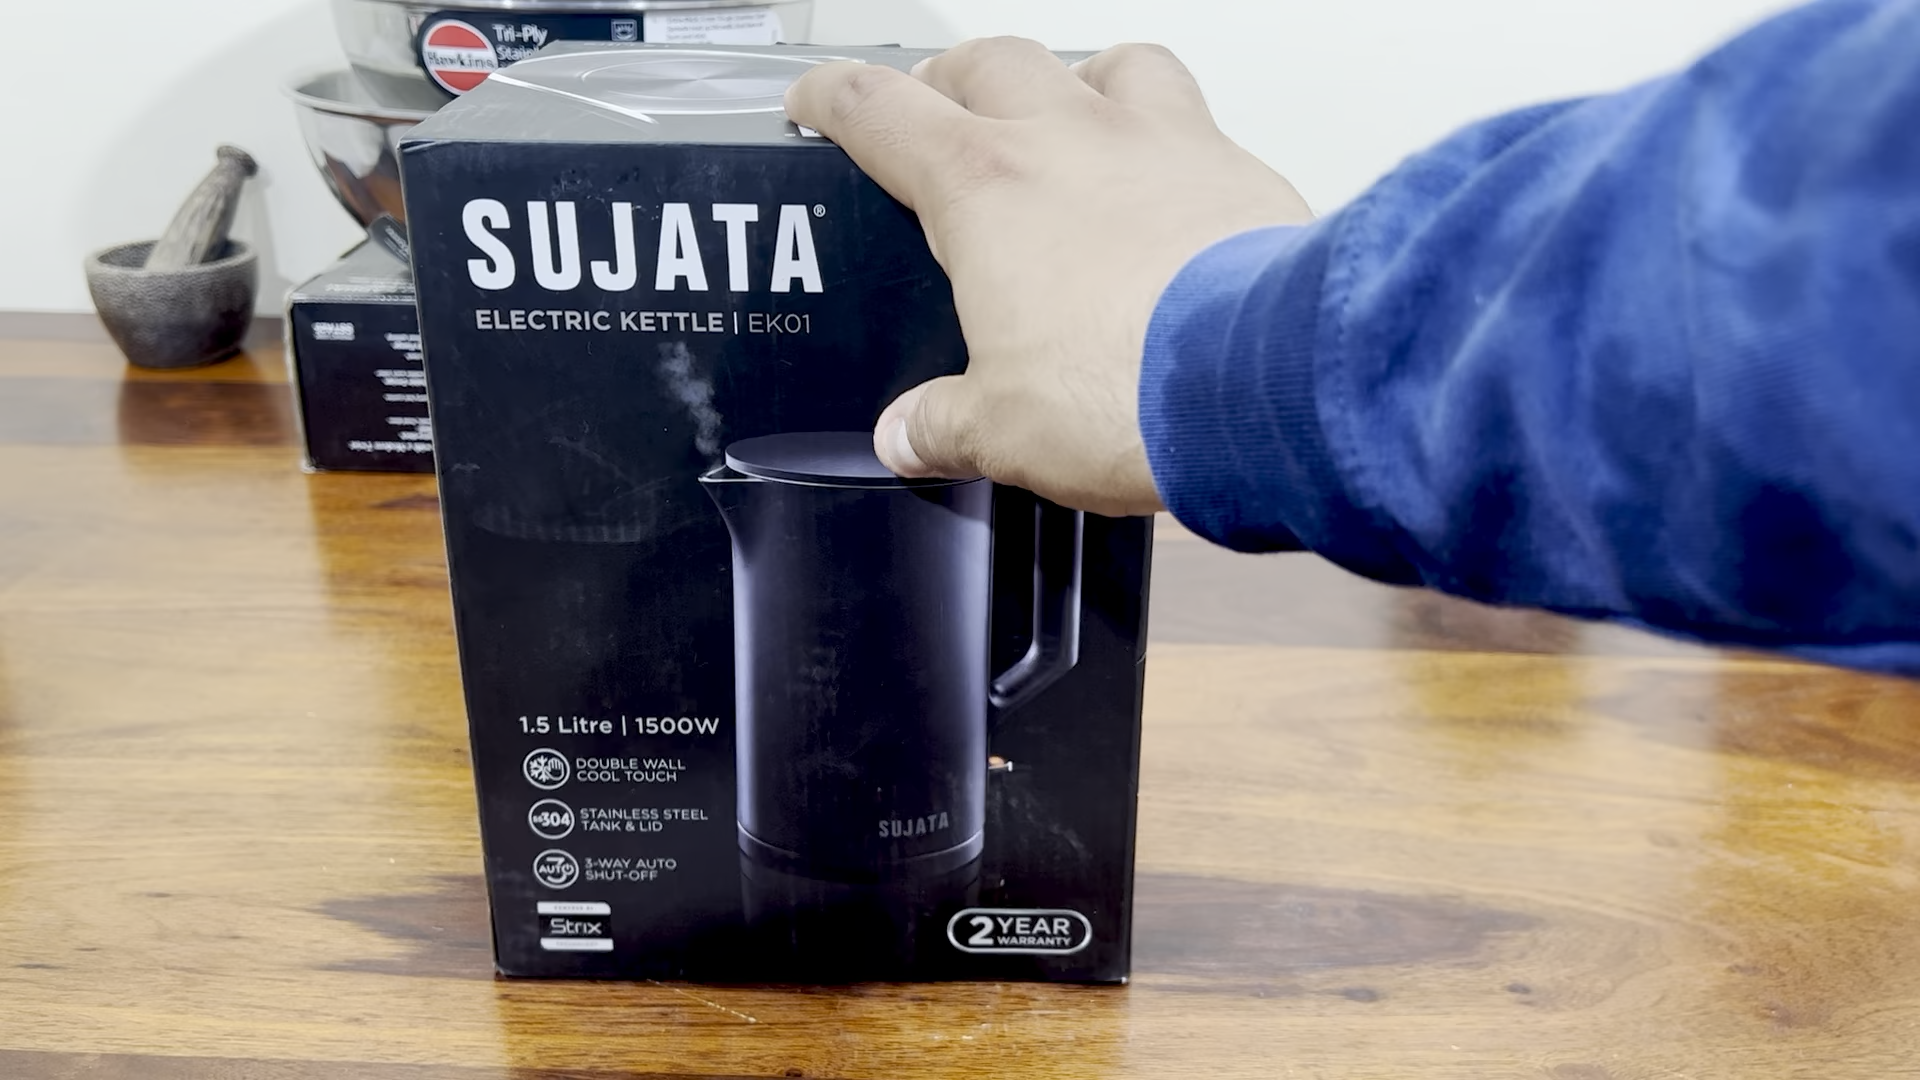 Hawkins
Tri-Ply
SUJATA®
ELECTRIC KETTLE | EK01
1.5 Litre | 1500W
DOUBLE WALL
COOL TOUCH
SS304
STAINLESS STEEL
TANK & LID
AUTO
3
3-WAY AUTO
SHUT-OFF
Strix
SUJATA
2 YEAR
WARRANTY